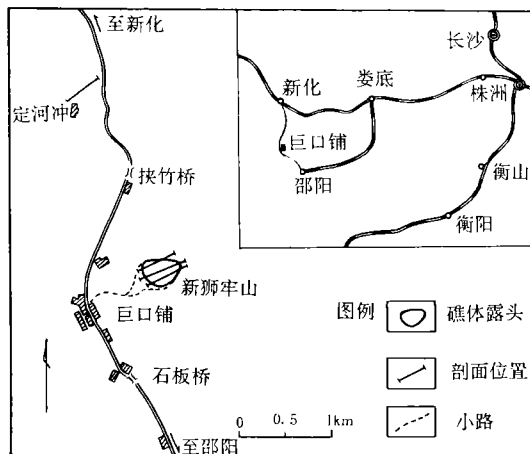 至新化
定河冲
挟竹桥
新狮牢山
巨口铺
石板桥
至邵阳
0 0.5 1km
长沙
新化
娄底
株洲
巨口铺
邵阳
衡山
衡阳
图例
礁体露头
剖面位置
小路